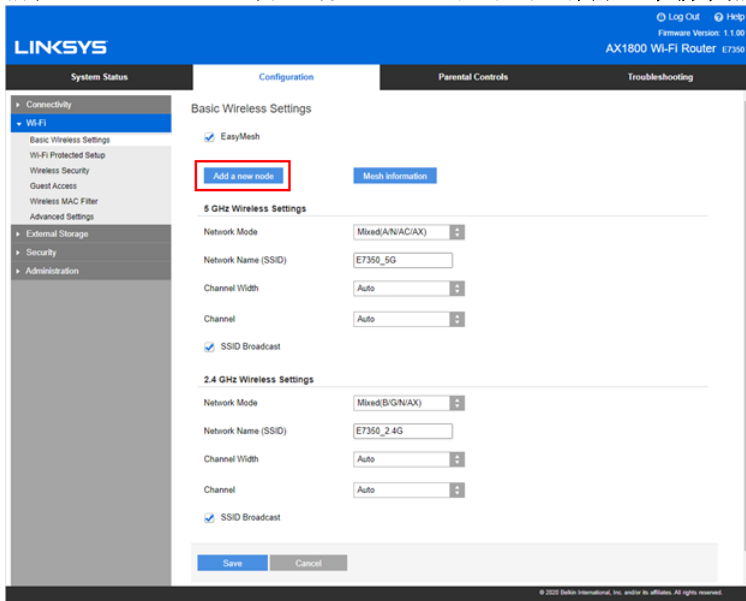 Log Out Help
Firmware Version: 1.1.00
LINKSYS
AX1800 Wi-Fi Router E7350
System Status Configuration Parental Controls Troubleshooting
Connectivity
Wi-Fi
Basic Wireless Settings
Wi-Fi Protected Setup
Wireless Security
Guest Access
Wireless MAC Filter
Advanced Settings
External Storage
Security
Administration
Basic Wireless Settings
EasyMesh
Add a new node Mesh information
5 GHz Wireless Settings
Network Mode Mixed(A/N/AC/AX)
Network Name (SSID) E7350_5G
Channel Width Auto
Channel Auto
SSID Broadcast
2.4 GHz Wireless Settings
Network Mode Mixed(B/G/N/AX)
Network Name (SSID) E7350_2.4G
Channel Width Auto
Channel Auto
SSID Broadcast
Save Cancel
© 2020 Belkin International, Inc. and/or its affiliates. All rights reserved.